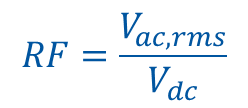 RF = V_{ac,rms} / V_{dc}